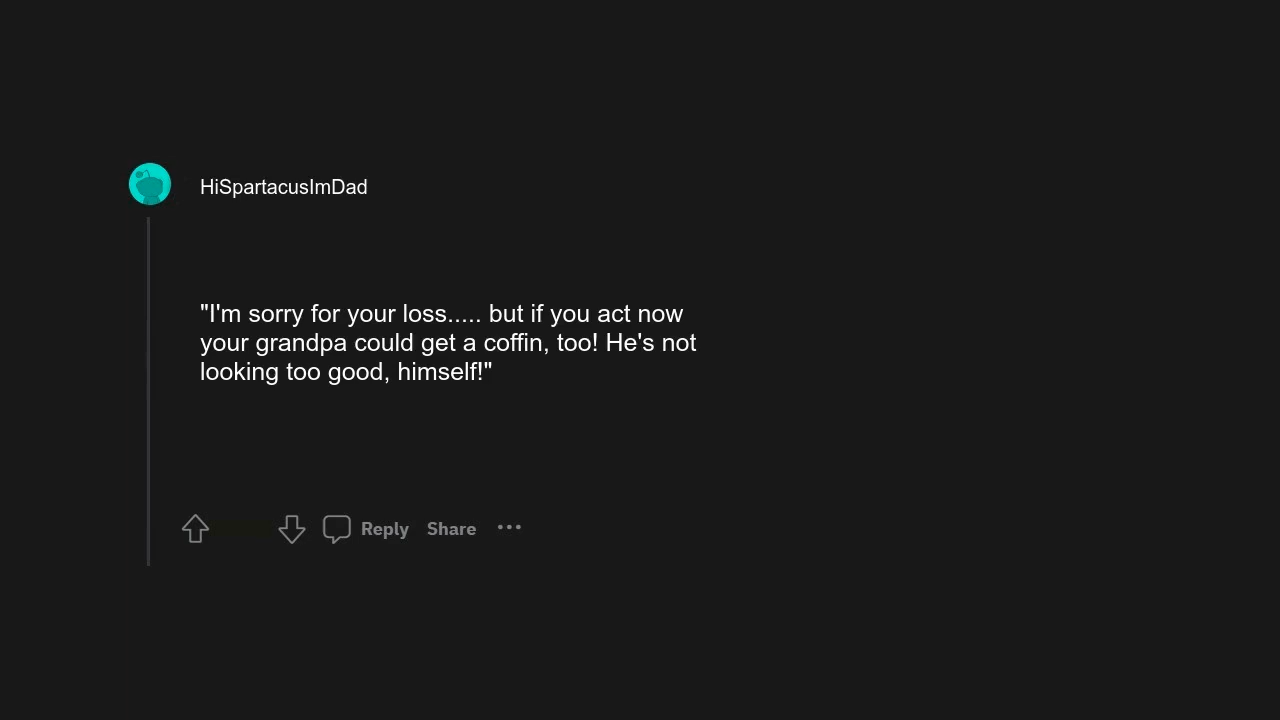 HiSpartacusImDad
"I'm sorry for your loss..... but if you act now
your grandpa could get a coffin, too! He's not
looking too good, himself!"
Reply Share